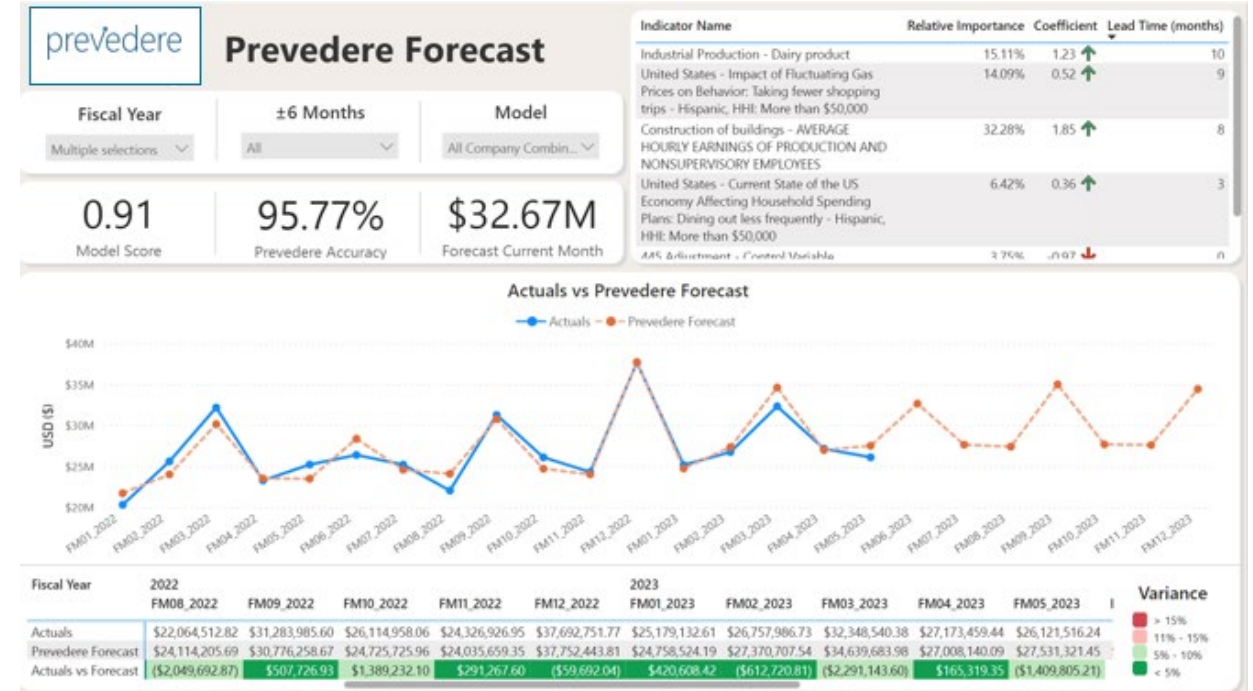 prevedere
Prevedere Forecast
Fiscal Year
Multiple selections
±6 Months
All
Model
All Company Combin...
0.91
Model Score
95.77%
Prevedere Accuracy
$32.67M
Forecast Current Month
Indicator Name Relative Importance Coefficient Lead Time (months)
Industrial Production - Dairy product 15.11% 1.23 10
United States - Impact of Fluctuating Gas 14.09% 0.52 9
Prices on Behavior: Taking fewer shopping
trips - Hispanic, HHI: More than $50,000
Construction of buildings - AVERAGE 32.28% 1.85 8
HOURLY EARNINGS OF PRODUCTION AND
NONSUPERVISORY EMPLOYEES
United States - Current State of the US 6.42% 0.36 3
Economy Affecting Household Spending
Plans: Dining out less frequently - Hispanic,
HHI: More than $50,000
445 Adjustment - Control Variable 3.75% -0.97 0
Actuals vs Prevedere Forecast
Actuals Prevedere Forecast
USD ($)
$40M
$35M
$30M
$25M
$20M
FM01_2022 FM02_2022 FM03_2022 FM04_2022 FM05_2022 FM06_2022 FM07_2022 FM08_2022 FM09_2022 FM10_2022 FM11_2022 FM12_2022 FM01_2023 FM02_2023 FM03_2023 FM04_2023 FM05_2023 FM06_2023 FM07_2023 FM08_2023 FM09_2023 FM10_2023 FM11_2023 FM12_2023
Fiscal Year 2022 2023
FM08_2022 FM09_2022 FM10_2022 FM11_2022 FM12_2022 FM01_2023 FM02_2023 FM03_2023 FM04_2023 FM05_2023
Actuals $22,064,512.82 $31,283,985.60 $26,114,958.06 $24,326,926.95 $37,692,751.77 $25,179,132.61 $26,757,986.73 $32,348,540.38 $27,173,459.44 $26,121,516.24
Prevedere Forecast $24,114,205.69 $30,776,258.67 $24,725,725.96 $24,035,659.35 $37,752,443.81 $24,758,524.19 $27,370,707.54 $34,639,683.98 $27,008,140.09 $27,531,321.45
Actuals vs Forecast ($2,049,692.87) $507,726.93 $1,389,232.10 $291,267.60 ($59,692.04) $420,608.42 ($612,720.81) ($2,291,143.60) $165,319.35 ($1,409,805.21)
Variance
> 15%
11% - 15%
5% - 10%
< 5%